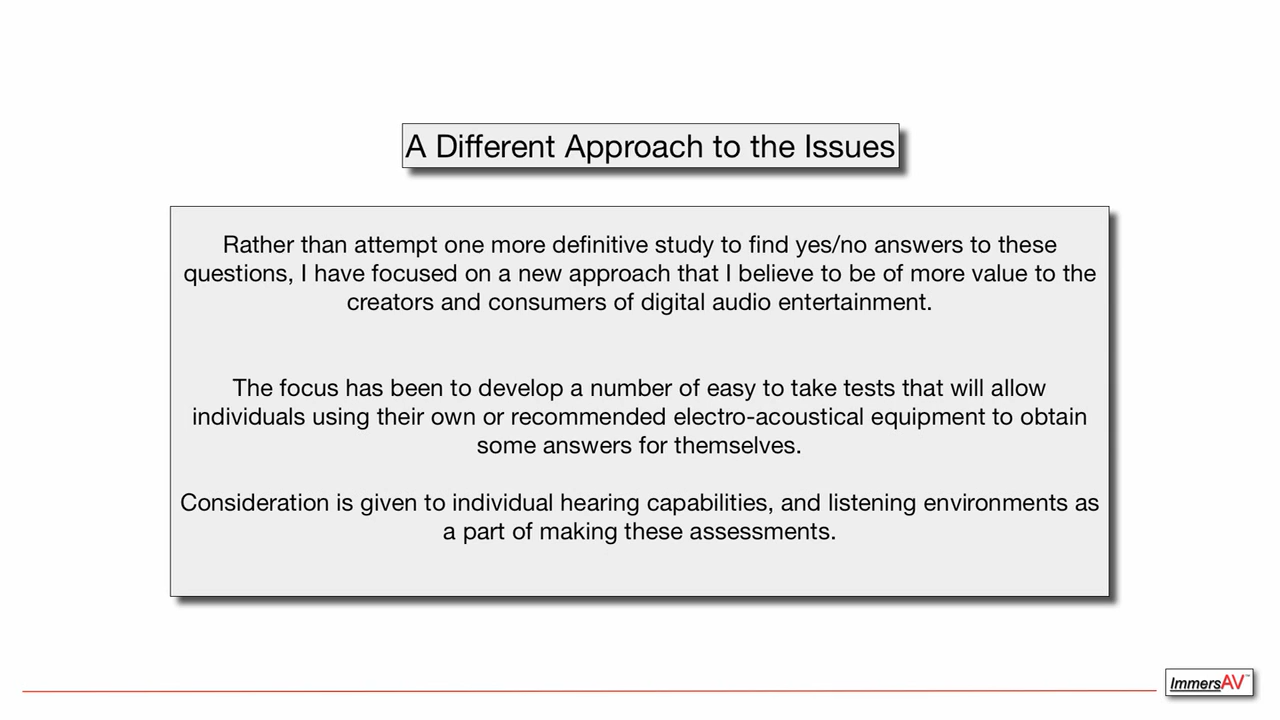 A Different Approach to the Issues
Rather than attempt one more definitive study to find yes/no answers to these
questions, I have focused on a new approach that I believe to be of more value to the
creators and consumers of digital audio entertainment.
The focus has been to develop a number of easy to take tests that will allow
individuals using their own or recommended electro-acoustical equipment to obtain
some answers for themselves.
Consideration is given to individual hearing capabilities, and listening environments as
a part of making these assessments.
ImmersAV™